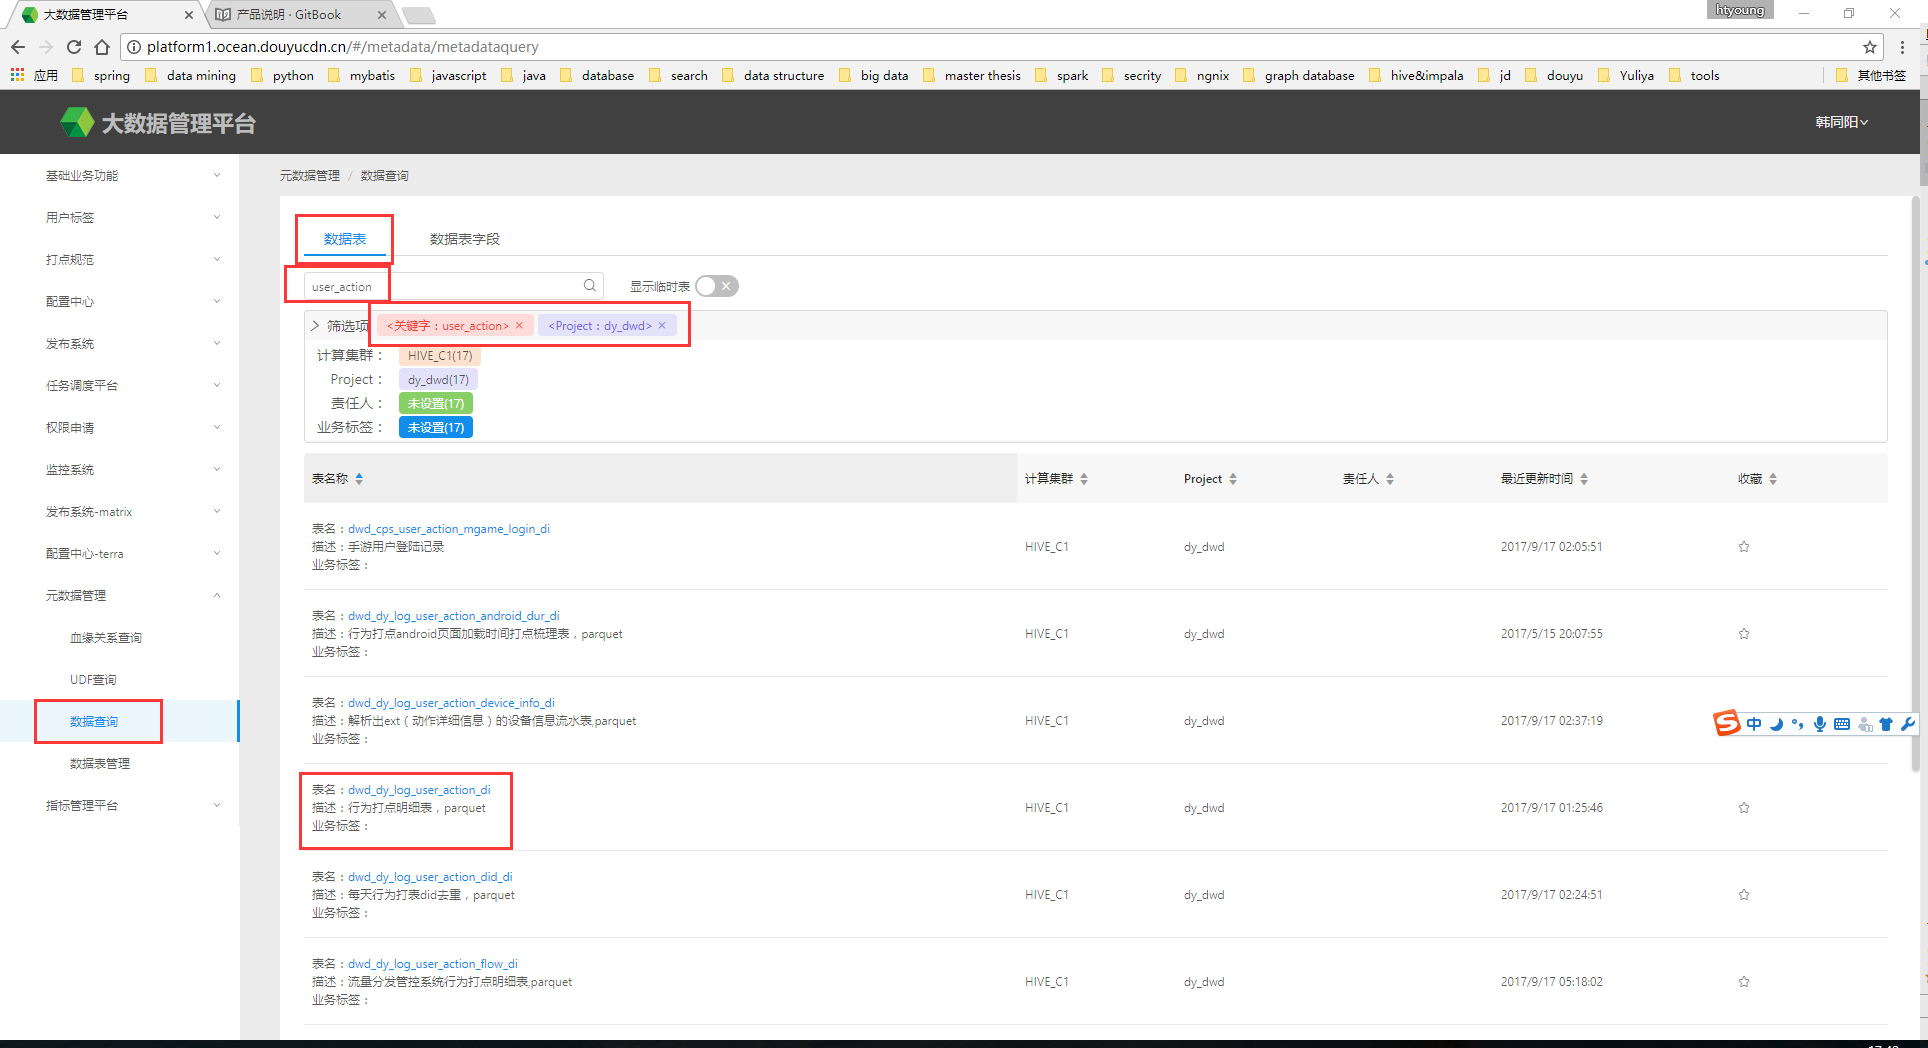 大数据管理平台
产品说明 · GitBook
htyoung
platform1.ocean.douyucdn.cn/#/metadata/metadataquery
应用 spring data mining python mybatis javascript java database search data structure big data master thesis spark secrity ngnix graph database hive&impala jd douyu Yuliya tools 其他书签
大数据管理平台
韩同阳
基础业务功能
用户标签
打点规范
配置中心
发布系统
任务调度平台
权限申请
监控系统
发布系统-matrix
配置中心-terra
元数据管理
血缘关系查询
UDF查询
数据查询
数据表管理
指标管理平台
元数据管理 / 数据查询
数据表 数据表字段
user_action 显示临时表
筛选项 <关键字：user_action> <Project：dy_dwd>
计算集群： HIVE_C1(17)
Project： dy_dwd(17)
责任人： 未设置(17)
业务标签： 未设置(17)
表名称 计算集群 Project 责任人 最近更新时间 收藏
表名：dwd_cps_user_action_mgame_login_di
描述：手游用户登陆记录 HIVE_C1 dy_dwd 2017/9/17 02:05:51
业务标签：
表名：dwd_dy_log_user_action_android_dur_di
描述：行为打点android页面加载时间打点梳理表，parquet HIVE_C1 dy_dwd 2017/5/15 20:07:55
业务标签：
表名：dwd_dy_log_user_action_device_info_di
描述：解析出ext（动作详细信息）的设备信息流水表,parquet HIVE_C1 dy_dwd 2017/9/17 02:37:19
业务标签：
表名：dwd_dy_log_user_action_di
描述：行为打点明细表，parquet HIVE_C1 dy_dwd 2017/9/17 01:25:46
业务标签：
表名：dwd_dy_log_user_action_did_di
描述：每天行为打表did去重，parquet HIVE_C1 dy_dwd 2017/9/17 02:24:51
业务标签：
表名：dwd_dy_log_user_action_flow_di
描述：流量分发管控系统行为打点明细表,parquet HIVE_C1 dy_dwd 2017/9/17 05:18:02
业务标签：
中